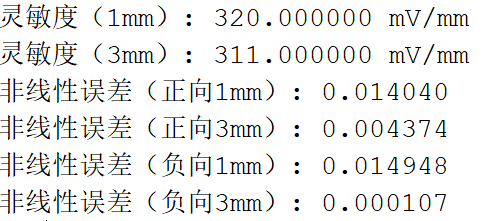 灵敏度（1mm）: 320.000000 mV/mm
灵敏度（3mm）: 311.000000 mV/mm
非线性误差（正向1mm）: 0.014040
非线性误差（正向3mm）: 0.004374
非线性误差（负向1mm）: 0.014948
非线性误差（负向3mm）: 0.000107